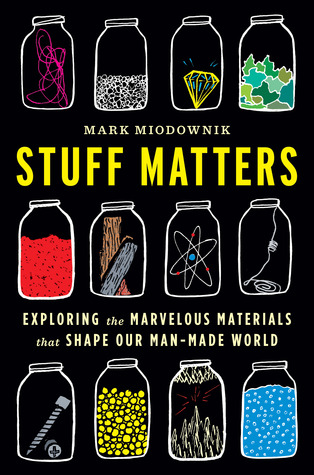 MARK MIODOWNIK
STUFF MATTERS
EXPLORING the MARVELOUS MATERIALS
that SHAPE OUR MAN-MADE WORLD